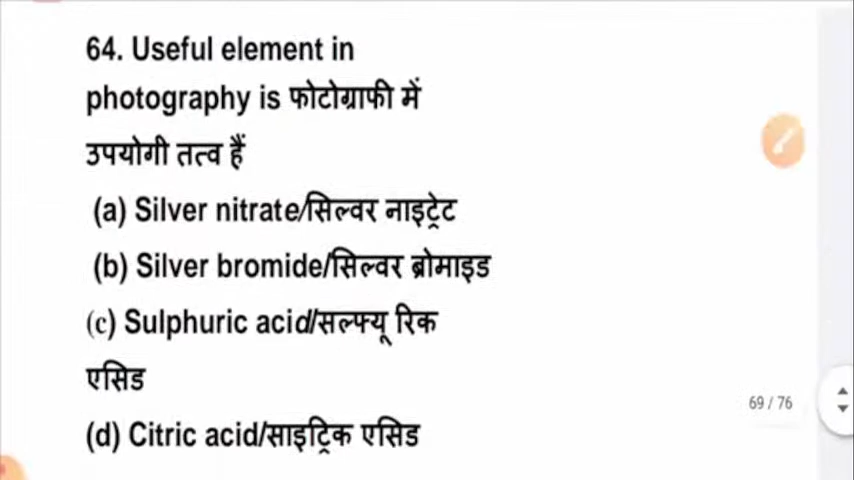 64. Useful element in
photography is फोटोग्राफी में
उपयोगी तत्व हैं
(a) Silver nitrate/सिल्वर नाइट्रेट
(b) Silver bromide/सिल्वर ब्रोमाइड
(c) Sulphuric acid/सल्फ्यू रिक
एसिड
69 / 76
(d) Citric acid/साइट्रिक एसिड